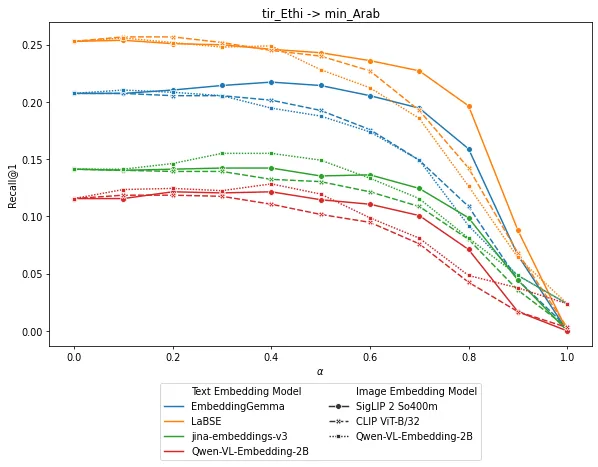 tir_Ethi -> min_Arab
0.25
0.20
0.15
0.10
0.05
0.00
Recall@1
0.0 0.2 0.4 0.6 0.8 1.0
α
Text Embedding Model
EmbeddingGemma
LaBSE
jina-embeddings-v3
Qwen-VL-Embedding-2B
Image Embedding Model
SigLIP 2 So400m
CLIP ViT-B/32
Qwen-VL-Embedding-2B